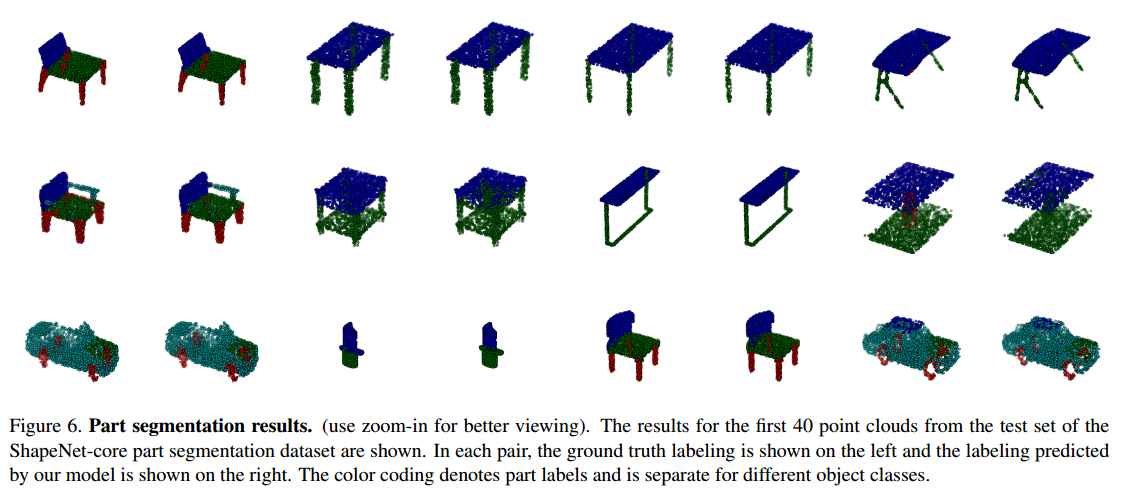 Figure 6. Part segmentation results. (use zoom-in for better viewing). The results for the first 40 point clouds from the test set of the
ShapeNet-core part segmentation dataset are shown. In each pair, the ground truth labeling is shown on the left and the labeling predicted
by our model is shown on the right. The color coding denotes part labels and is separate for different object classes.